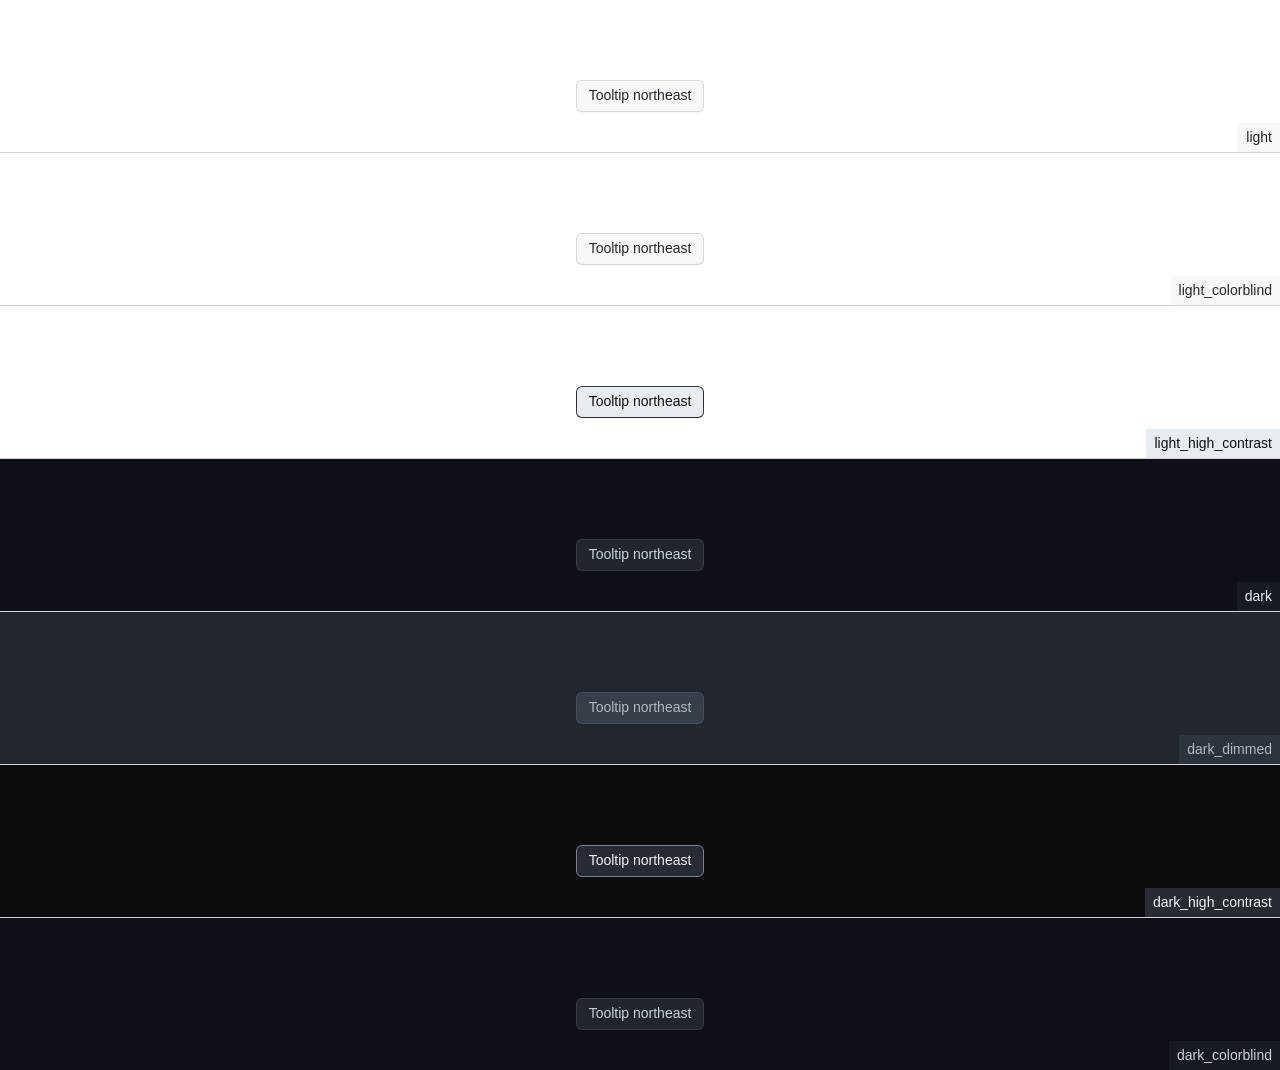 Tooltip northeast
light
Tooltip northeast
light_colorblind
Tooltip northeast
light_high_contrast
Tooltip northeast
dark
Tooltip northeast
dark_dimmed
Tooltip northeast
dark_high_contrast
Tooltip northeast
dark_colorblind